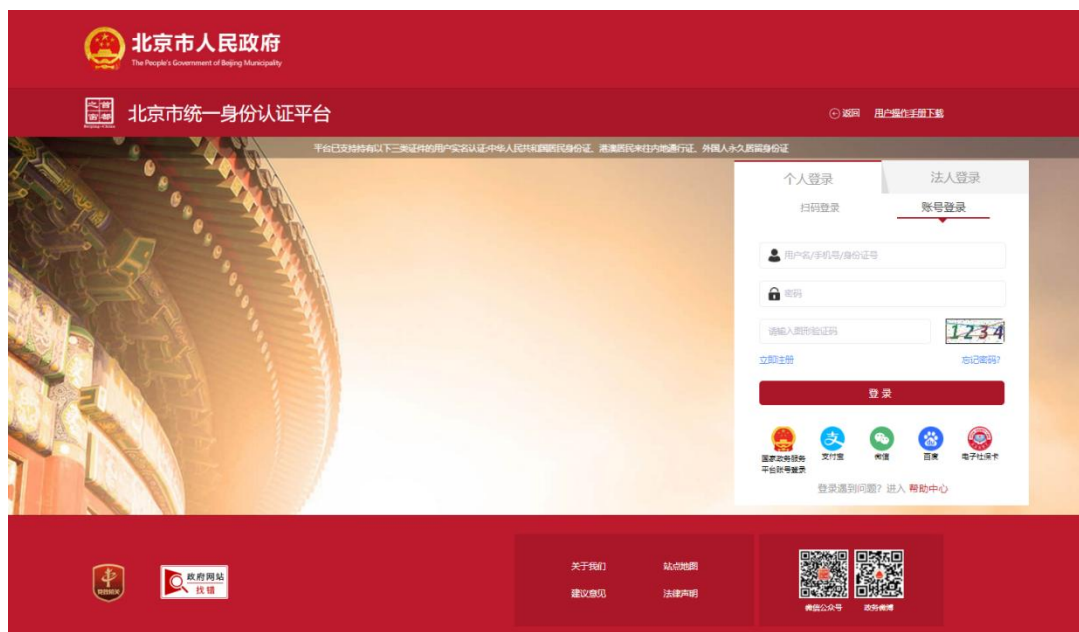 北京市人民政府
The People's Government of Beijing Municipality
首都之窗
北京市统一身份认证平台
返回 用户操作手册下载
平台已支持持有以下三类证件的用户实名认证:中华人民共和国居民身份证、港澳居民来往内地通行证、外国人永久居留身份证
个人登录 法人登录
扫码登录 账号登录
用户名/手机号/身份证号
密码
请输入图形验证码 1234
立即注册 忘记密码?
登录
国家政务服务平台账号登录 支付宝 微信 百度 电子社保卡
登录遇到问题? 进入 帮助中心
党政机关
政府网站
找错
关于我们 站点地图
建议意见 法律声明
微信公众号 政务微博